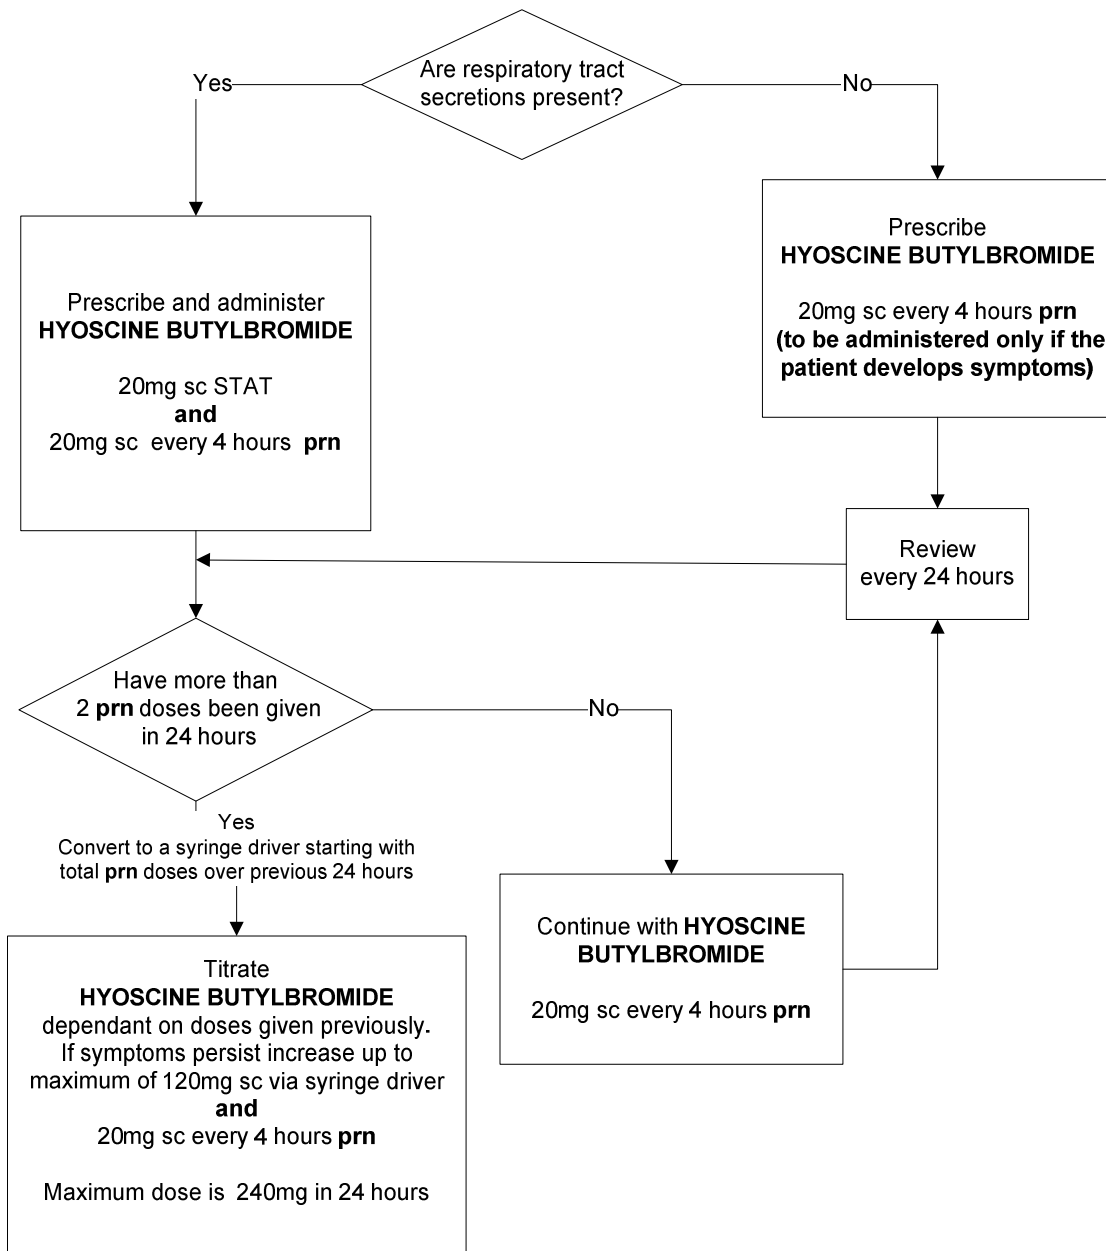 Are respiratory tract
secretions present?
Yes
No
Prescribe and administer
HYOSCINE BUTYLBROMIDE
20mg sc STAT
and
20mg sc every 4 hours prn
Prescribe
HYOSCINE BUTYLBROMIDE
20mg sc every 4 hours prn
(to be administered only if the
patient develops symptoms)
Review
every 24 hours
Have more than
2 prn doses been given
in 24 hours
No
Yes
Convert to a syringe driver starting with
total prn doses over previous 24 hours
Continue with HYOSCINE
BUTYLBROMIDE
20mg sc every 4 hours prn
Titrate
HYOSCINE BUTYLBROMIDE
dependant on doses given previously.
If symptoms persist increase up to
maximum of 120mg sc via syringe driver
and
20mg sc every 4 hours prn
Maximum dose is 240mg in 24 hours